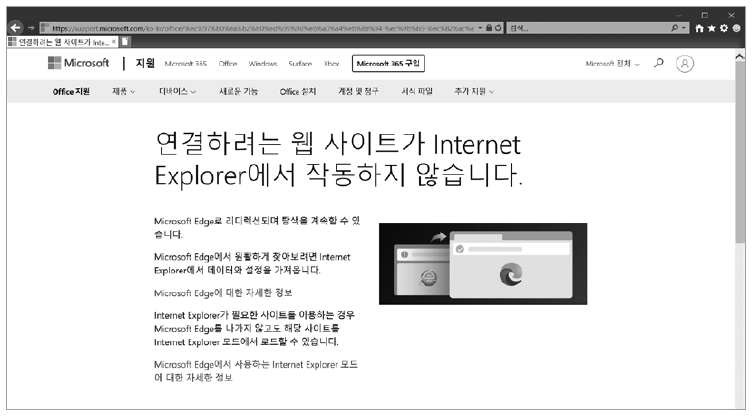 https://support.microsoft.com/ko-kr/office/
검색...
연결하려는 웹 사이트가 Inte...
Microsoft 지원 Microsoft 365 Office Windows Surface Xbox Microsoft 365 구입 Microsoft 전체
Office 지원 제품 디바이스 새로운 기능 Office 설치 계정 및 청구 서식 파일 추가 지원
연결하려는 웹 사이트가 Internet
Explorer에서 작동하지 않습니다.
Microsoft Edge로 리디렉션되며 탐색을 계속할 수 있
습니다.
Microsoft Edge에서 원활하게 찾아보려면 Internet
Explorer에서 데이터와 설정을 가져옵니다.
Microsoft Edge에 대한 자세한 정보
Internet Explorer가 필요한 사이트를 이용하는 경우
Microsoft Edge를 나가지 않고도 해당 사이트를
Internet Explorer 모드에서 로드할 수 있습니다.
Microsoft Edge에서 사용하는 Internet Explorer 모드
에 대한 자세한 정보